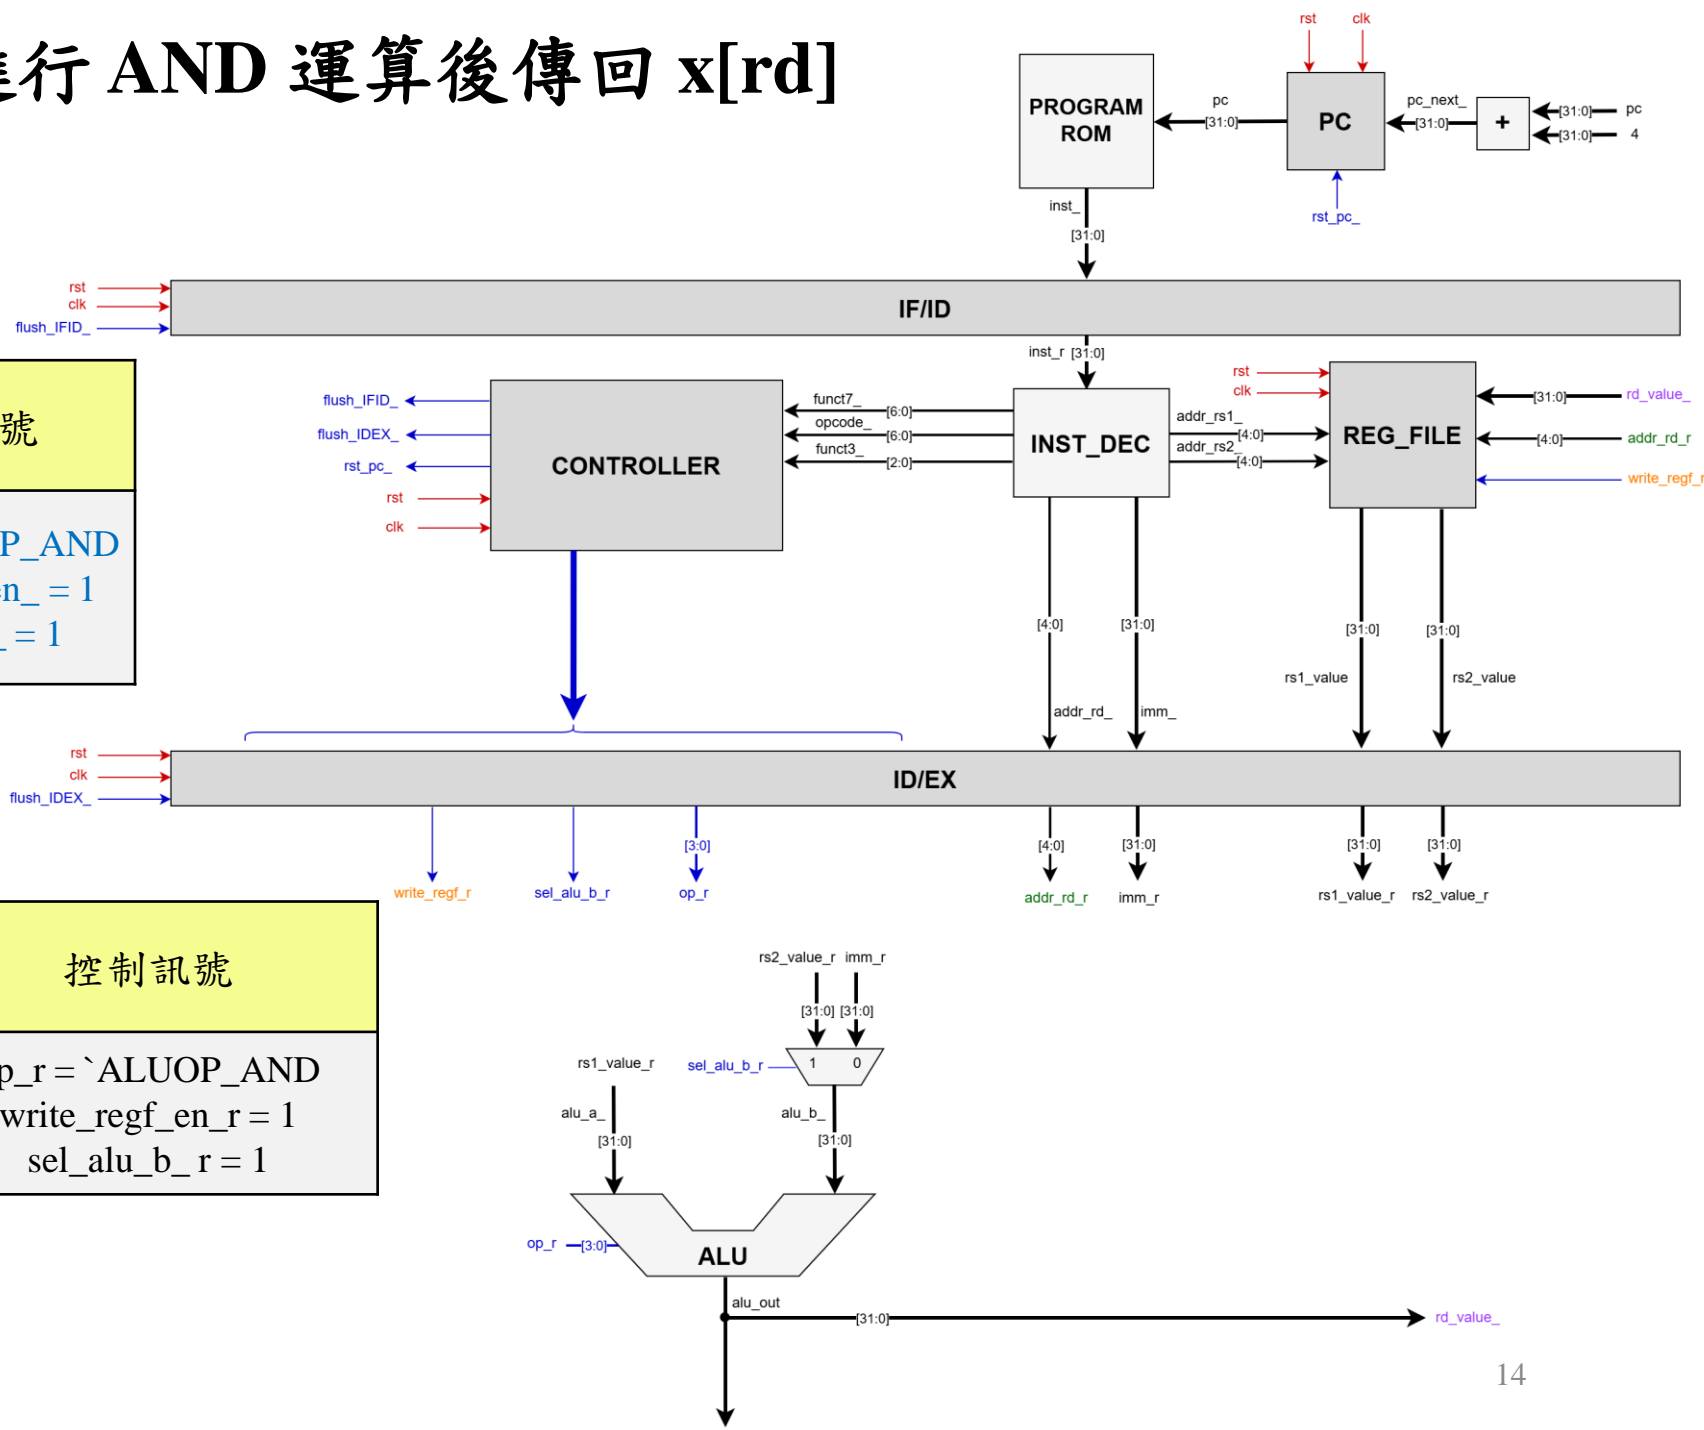 進行 AND 運算後傳回 x[rd]
rst clk
PROGRAM
ROM
pc
[31:0]
PC
pc_next_
[31:0]
+
[31:0] pc
[31:0] 4
rst_pc_
inst_
[31:0]
rst
clk
flush_IFID_
IF/ID
inst_r [31:0]
號
P_AND
n_ = 1
_ = 1
flush_IFID_
flush_IDEX_
rst_pc_
rst
clk
CONTROLLER
funct7_
[6:0]
opcode_
[6:0]
funct3_
[2:0]
INST_DEC
addr_rs1_
[4:0]
addr_rs2_
[4:0]
rst
clk
REG_FILE
[31:0] rd_value_
[4:0] addr_rd_r
write_regf_r
[4:0] [31:0] [31:0] [31:0]
rs1_value rs2_value
addr_rd_ imm_
rst
clk
flush_IDEX_
ID/EX
[3:0] [4:0] [31:0] [31:0] [31:0]
write_regf_r sel_alu_b_r op_r addr_rd_r imm_r rs1_value_r rs2_value_r
控制訊號
p_r = `ALUOP_AND
write_regf_en_r = 1
sel_alu_b_ r = 1
rs2_value_r imm_r
[31:0] [31:0]
rs1_value_r
sel_alu_b_r 1 0
alu_a_ alu_b_
[31:0] [31:0]
op_r [3:0]
ALU
alu_out
[31:0] rd_value_
14